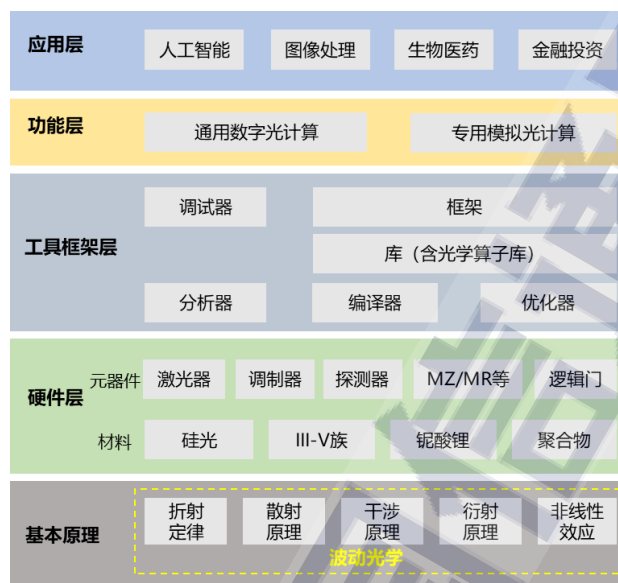 应用层
人工智能
图像处理
生物医药
金融投资
功能层
通用数字光计算
专用模拟光计算
工具框架层
调试器
框架
库（含光学算子库）
分析器
编译器
优化器
硬件层
元器件
激光器
调制器
探测器
MZ/MR等
逻辑门
材料
硅光
III-V族
铌酸锂
聚合物
基本原理
折射
定律
散射
原理
干涉
原理
衍射
原理
非线性
效应
波动光学